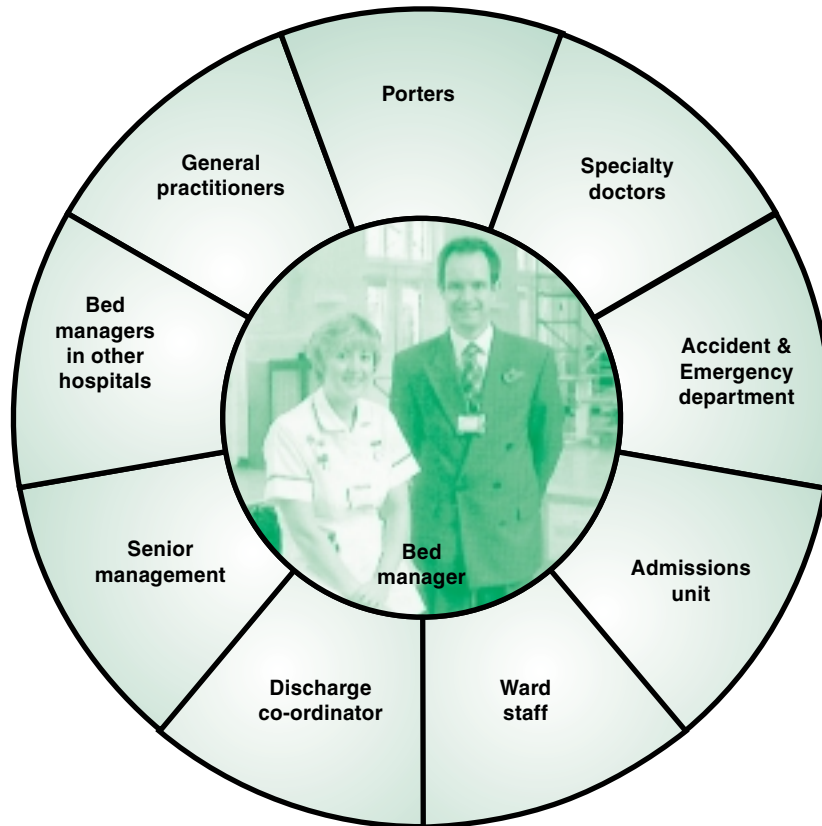 Porters
Specialty
doctors
Accident &
Emergency
department
Admissions
unit
Ward
staff
Discharge
co-ordinator
Senior
management
Bed
managers
in other
hospitals
General
practitioners
Bed
manager